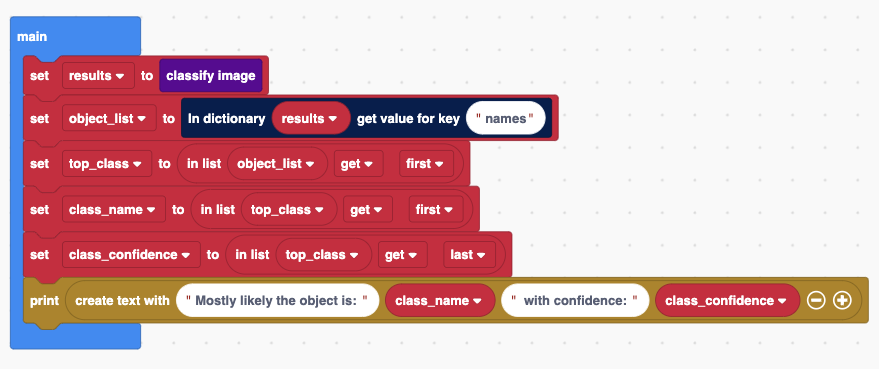 main
set results to classify image
set object_list to In dictionary results get value for key " names "
set top_class to in list object_list get first
set class_name to in list top_class get first
set class_confidence to in list top_class get last
print create text with " Mostly likely the object is: " class_name " with confidence: " class_confidence